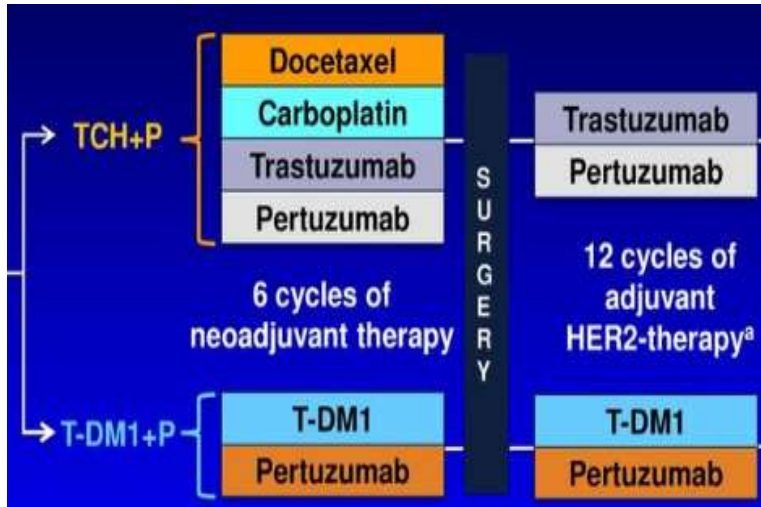 TCH+P
Docetaxel
Carboplatin
Trastuzumab
Pertuzumab
6 cycles of
neoadjuvant therapy
SURGERY
Trastuzumab
Pertuzumab
12 cycles of
adjuvant
HER2-therapyᵃ
T-DM1+P
T-DM1
Pertuzumab
T-DM1
Pertuzumab